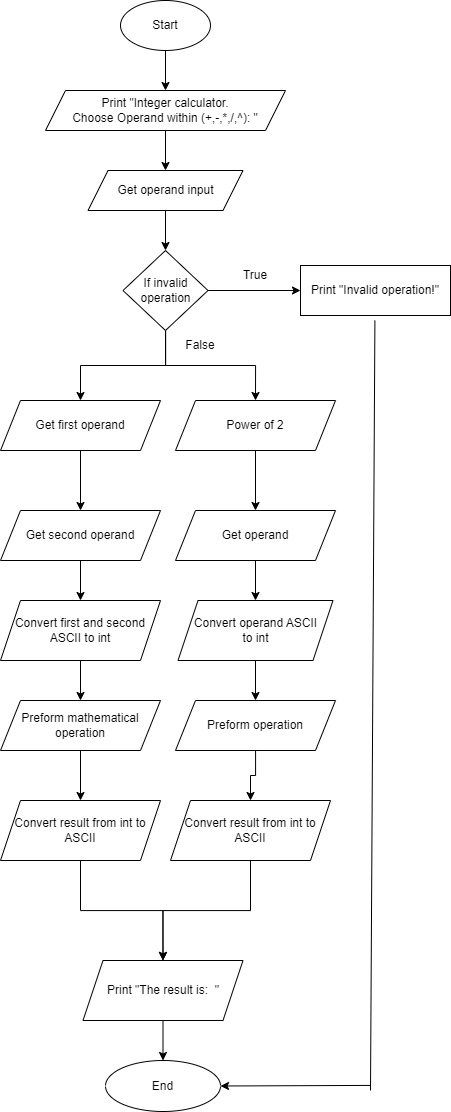 Start
Print "Integer calculator.
Choose Operand within (+,-,*,/,^): "
Get operand input
If invalid
operation
True
Print "Invalid operation!"
False
Get first operand
Power of 2
Get second operand
Get operand
Convert first and second
ASCII to int
Convert operand ASCII
to int
Preform mathematical
operation
Preform operation
Convert result from int to
ASCII
Convert result from int to
ASCII
Print "The result is:  "
End